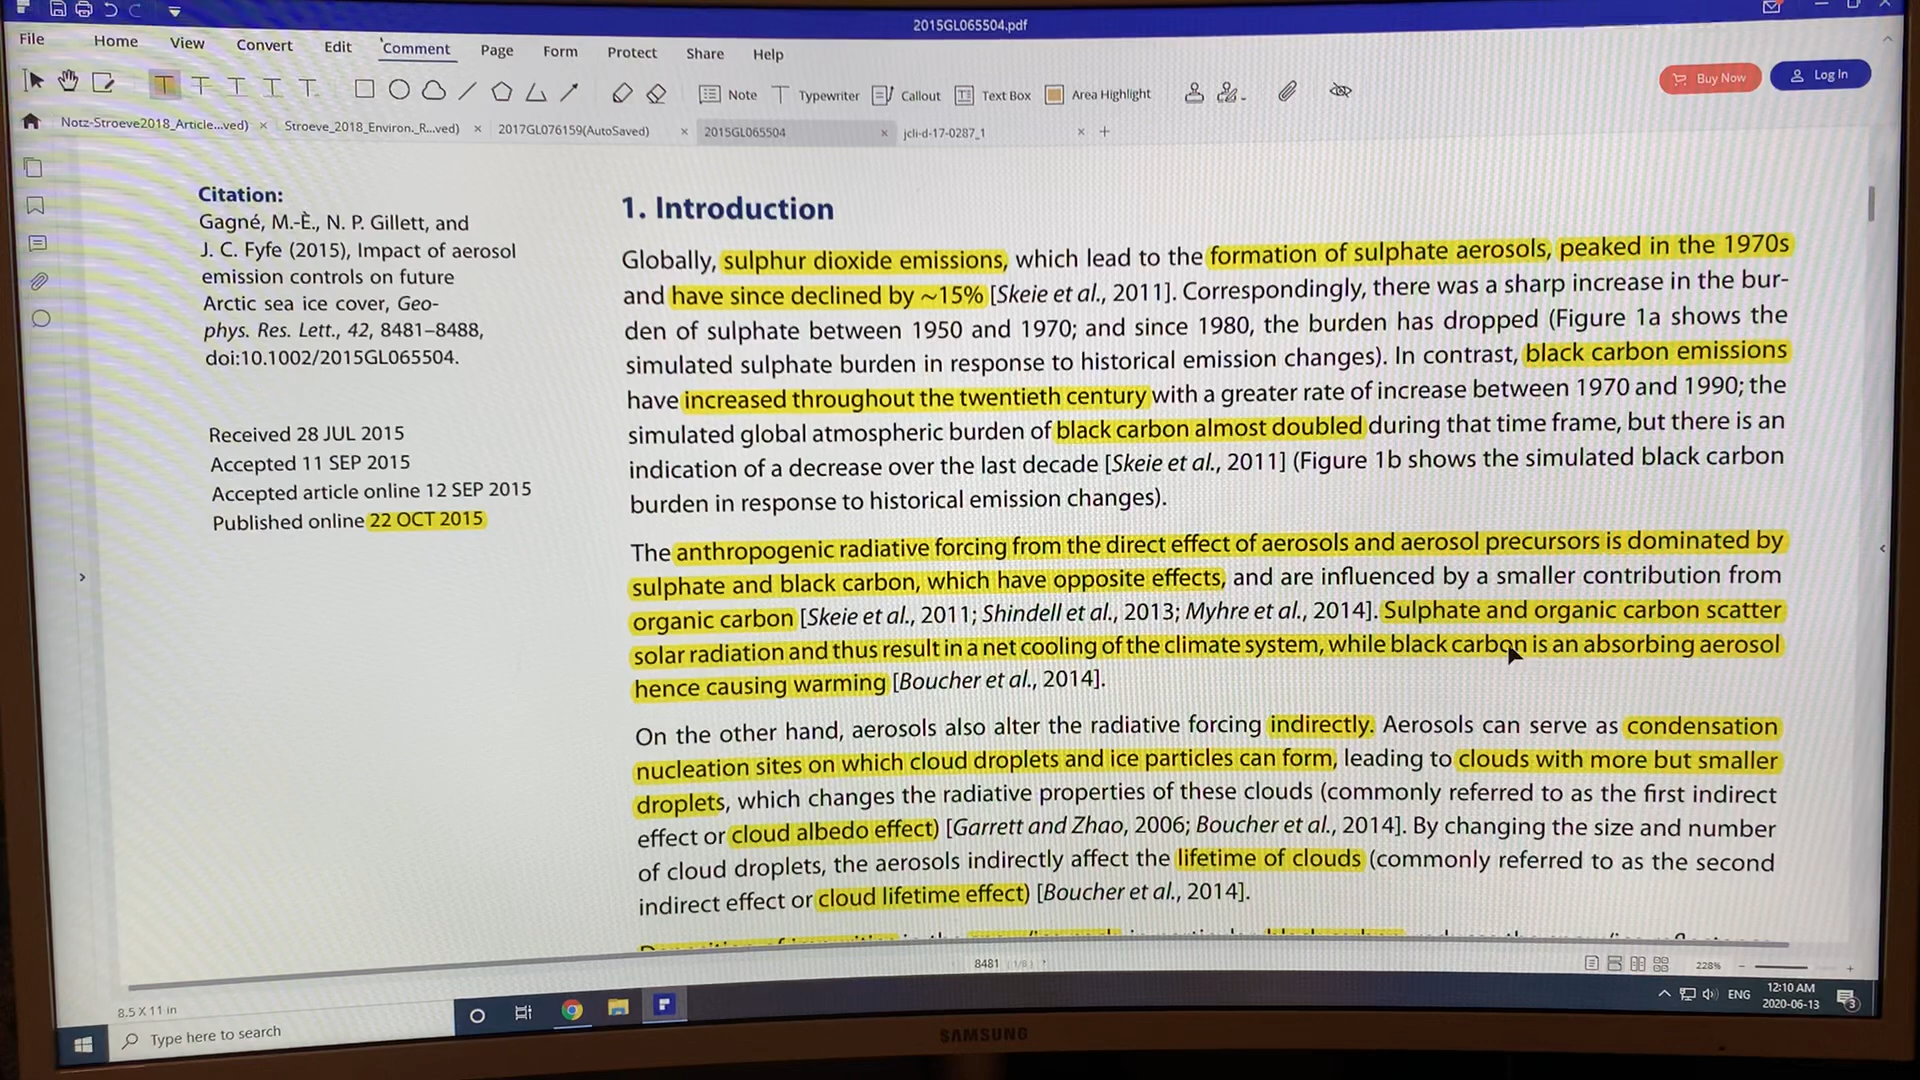 2015GL065504.pdf
File Home View Convert Edit Comment Page Form Protect Share Help
Note Typewriter Callout Text Box Area Highlight
Buy Now Log In
Notz-Stroeve2018_Article...ved) × Stroeve_2018_Environ._R...ved) × 2017GL076159(AutoSaved) × 2015GL065504 × jcli-d-17-0287_1 × +
Citation:
Gagné, M.-È., N. P. Gillett, and
J. C. Fyfe (2015), Impact of aerosol
emission controls on future
Arctic sea ice cover, Geo-
phys. Res. Lett., 42, 8481–8488,
doi:10.1002/2015GL065504.
Received 28 JUL 2015
Accepted 11 SEP 2015
Accepted article online 12 SEP 2015
Published online 22 OCT 2015
1. Introduction
Globally, sulphur dioxide emissions, which lead to the formation of sulphate aerosols, peaked in the 1970s
and have since declined by ~15% [Skeie et al., 2011]. Correspondingly, there was a sharp increase in the bur-
den of sulphate between 1950 and 1970; and since 1980, the burden has dropped (Figure 1a shows the
simulated sulphate burden in response to historical emission changes). In contrast, black carbon emissions
have increased throughout the twentieth century with a greater rate of increase between 1970 and 1990; the
simulated global atmospheric burden of black carbon almost doubled during that time frame, but there is an
indication of a decrease over the last decade [Skeie et al., 2011] (Figure 1b shows the simulated black carbon
burden in response to historical emission changes).
The anthropogenic radiative forcing from the direct effect of aerosols and aerosol precursors is dominated by
sulphate and black carbon, which have opposite effects, and are influenced by a smaller contribution from
organic carbon [Skeie et al., 2011; Shindell et al., 2013; Myhre et al., 2014]. Sulphate and organic carbon scatter
solar radiation and thus result in a net cooling of the climate system, while black carbon is an absorbing aerosol
hence causing warming [Boucher et al., 2014].
On the other hand, aerosols also alter the radiative forcing indirectly. Aerosols can serve as condensation
nucleation sites on which cloud droplets and ice particles can form, leading to clouds with more but smaller
droplets, which changes the radiative properties of these clouds (commonly referred to as the first indirect
effect or cloud albedo effect) [Garrett and Zhao, 2006; Boucher et al., 2014]. By changing the size and number
of cloud droplets, the aerosols indirectly affect the lifetime of clouds (commonly referred to as the second
indirect effect or cloud lifetime effect) [Boucher et al., 2014].
8481 (1/8)
228%
8.5 X 11 in
Type here to search
ENG
12:10 AM
2020-06-13
3
SAMSUNG